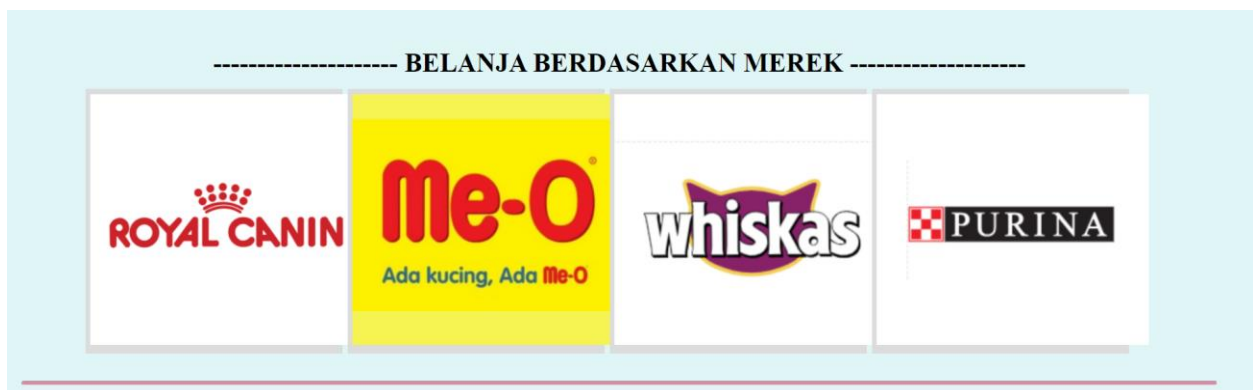 -------------------- BELANJA BERDASARKAN MEREK --------------------
ROYAL CANIN
Me-O®
Ada kucing, Ada Me-O
whiskas
PURINA